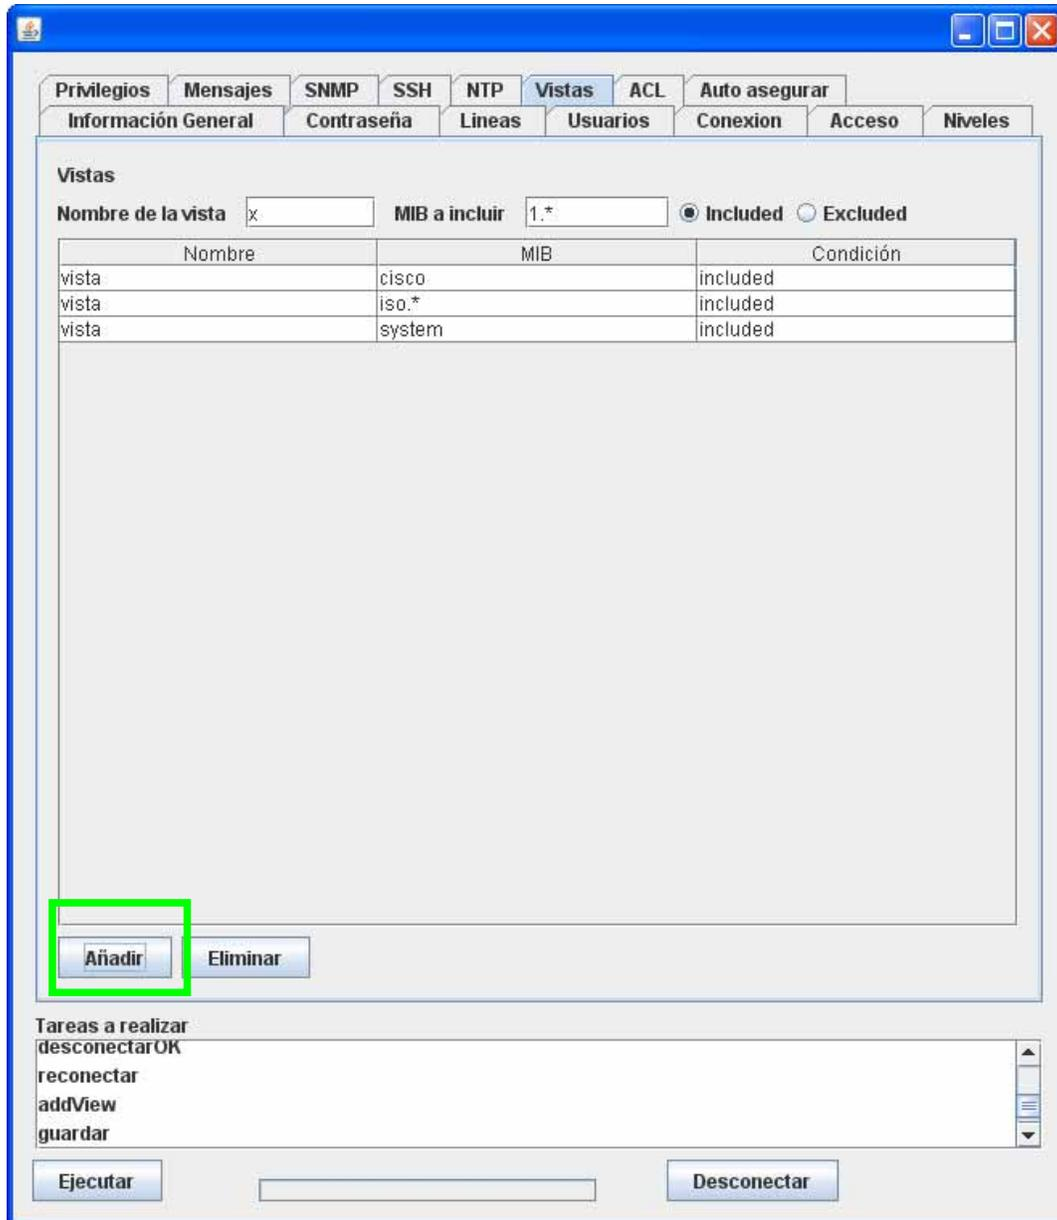 Privilegios Mensajes SNMP SSH NTP Vistas ACL Auto asegurar
Información General Contraseña Lineas Usuarios Conexion Acceso Niveles
Vistas
Nombre de la vista x MIB a incluir 1.* Included Excluded
Nombre MIB Condición
vista cisco included
vista iso.* included
vista system included
Añadir Eliminar
Tareas a realizar
desconectarOK
reconectar
addView
guardar
Ejecutar Desconectar